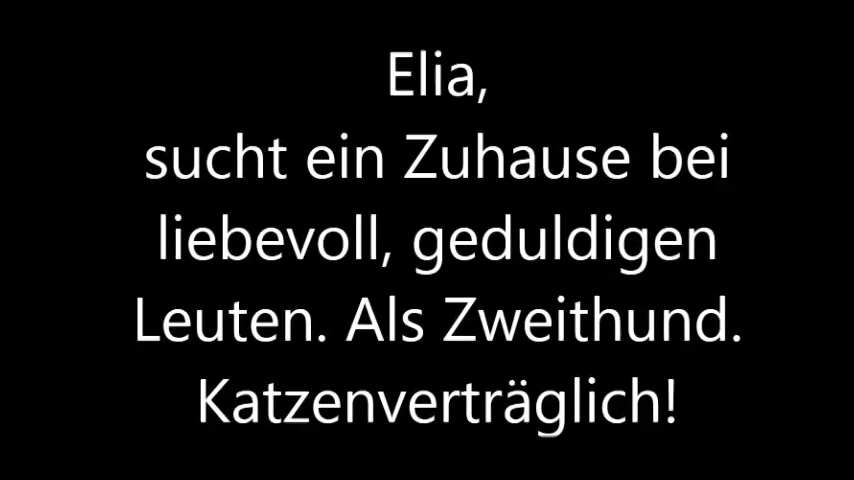 Elia,
sucht ein Zuhause bei
liebevoll, geduldigen
Leuten. Als Zweithund.
Katzenverträglich!